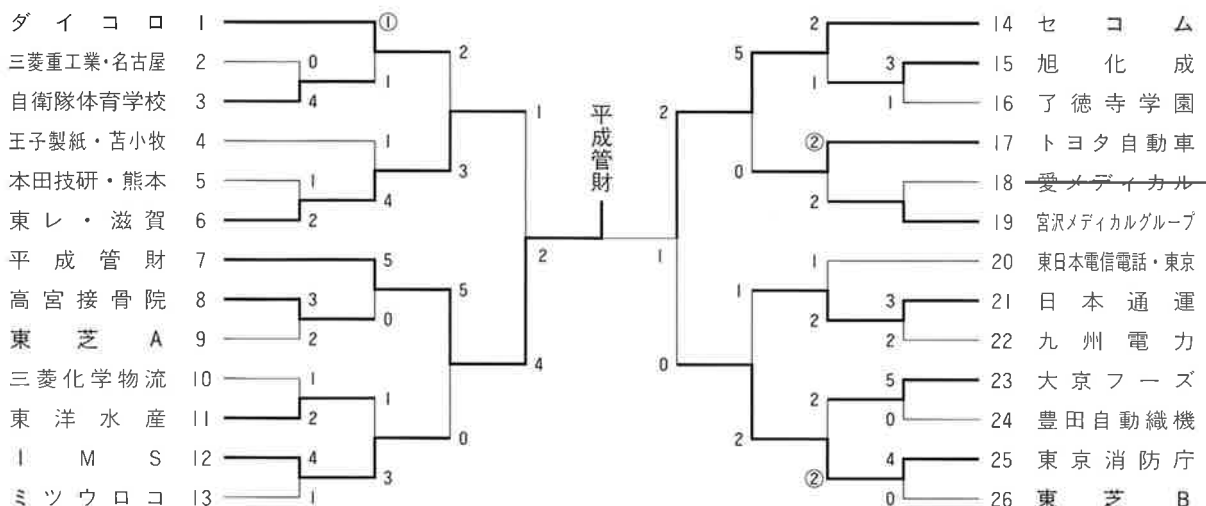 ダイコロ 1
三菱重工業・名古屋 2
自衛隊体育学校 3
王子製紙・苫小牧 4
本田技研・熊本 5
東レ・滋賀 6
平成管財 7
高宮接骨院 8
東芝A 9
三菱化学物流 10
東洋水産 11
IMS 12
ミツウロコ 13
① 1
0 4
1 4
1 2
5 0
3 2
1 3
1 2
4 1
2 3
5 0
1 4
2 1
平成管財
2 0
5 0
1 2
2 1
3 1
② 2
1 2
3 2
2 ②
5 0
4 0
14 セコム
15 旭化成
16 了徳寺学園
17 トヨタ自動車
18 愛メディカル
19 宮沢メディカルグループ
20 東日本電信電話・東京
21 日本通運
22 九州電力
23 大京フーズ
24 豊田自動織機
25 東京消防庁
26 東芝B